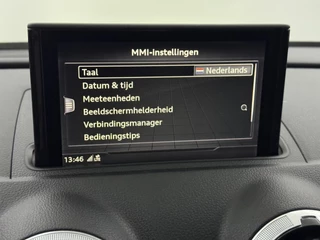 MMI-instellingen
Taal Nederlands
Datum & tijd
Meeteenheden
Beeldschermhelderheid
Verbindingsmanager
Bedieningstips
13:46